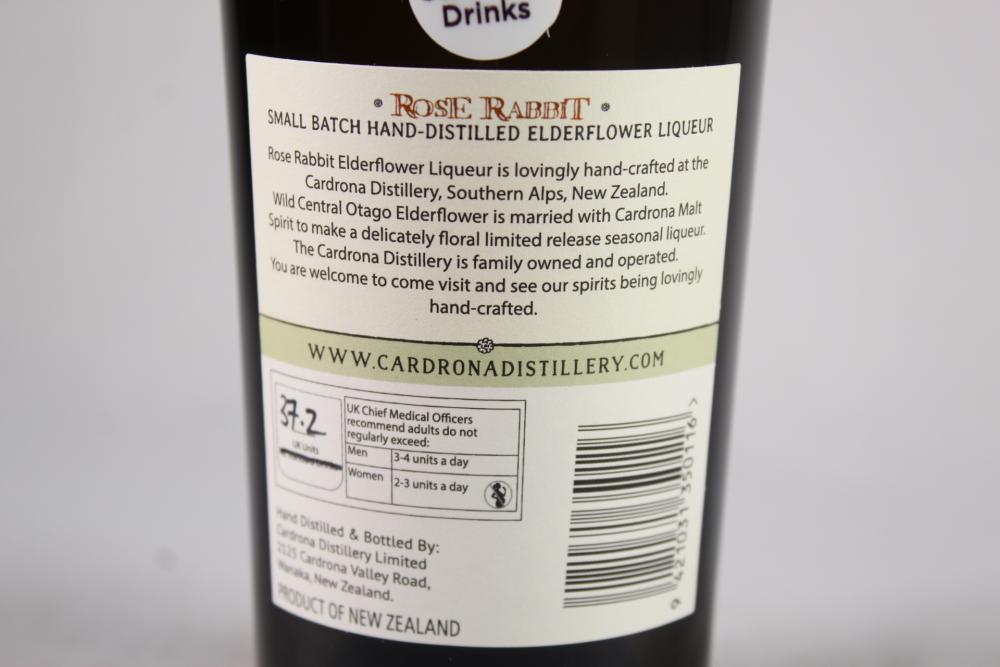 Drinks
ROSE RABBIT
SMALL BATCH HAND-DISTILLED ELDERFLOWER LIQUEUR
Rose Rabbit Elderflower Liqueur is lovingly hand-crafted at the
Cardrona Distillery, Southern Alps, New Zealand.
Wild Central Otago Elderflower is married with Cardrona Malt
Spirit to make a delicately floral limited release seasonal liqueur.
The Cardrona Distillery is family owned and operated.
You are welcome to come visit and see our spirits being lovingly
hand-crafted.
WWW.CARDRONADISTILLERY.COM
37.2
UK Units
UK Chief Medical Officers
recommend adults do not
regularly exceed:
Men 3-4 units a day
Women 2-3 units a day
Hand Distilled & Bottled By:
Cardrona Distillery Limited
2125 Cardrona Valley Road,
Wanaka, New Zealand.
PRODUCT OF NEW ZEALAND
9 421031 350116 >